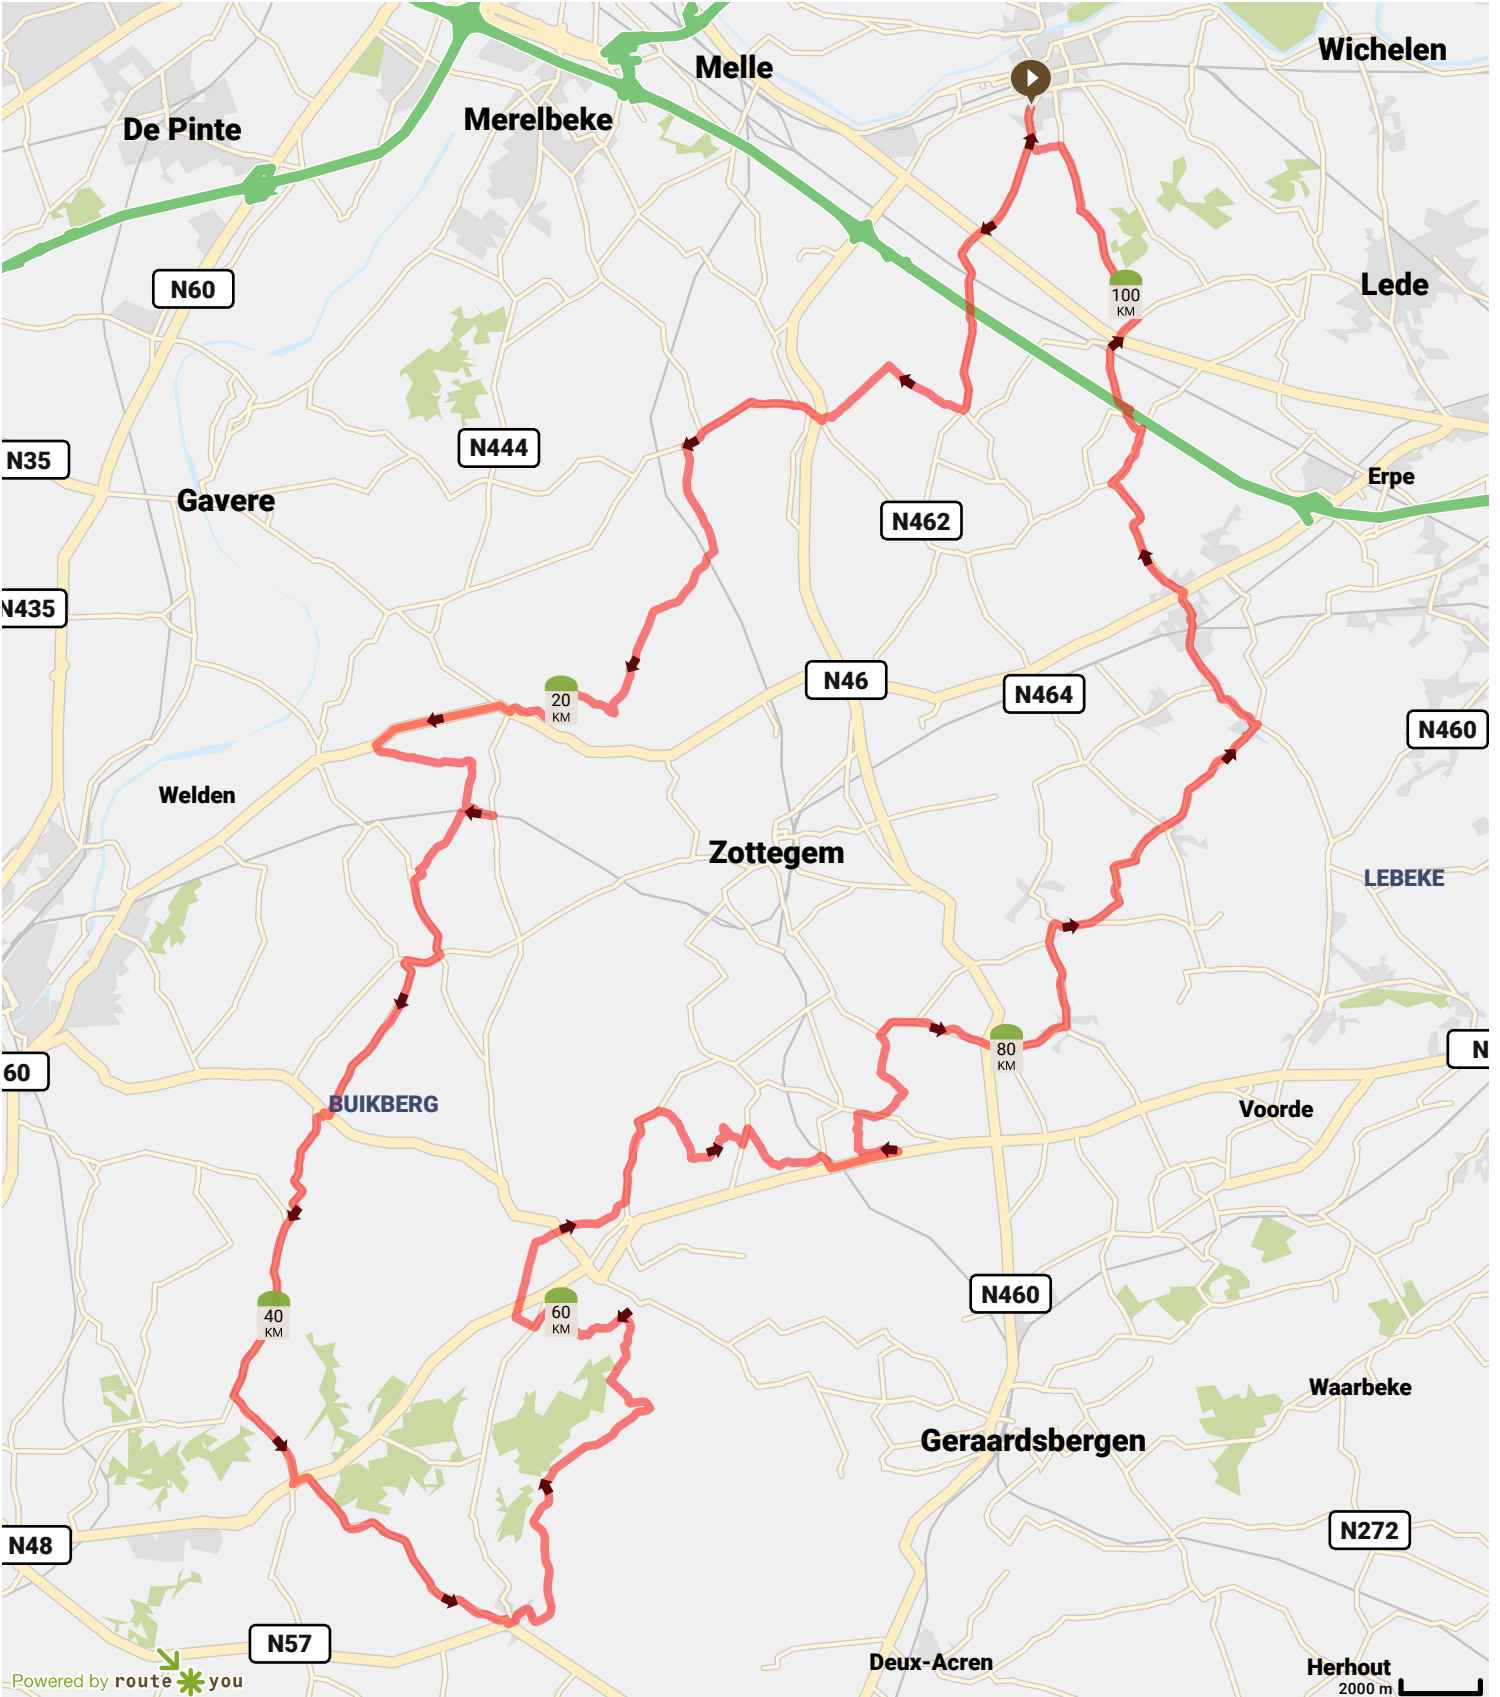 Wichelen
Melle
Merelbeke
De Pinte
N60
Lede
100
KM
N444
N35
Erpe
Gavere
N462
N435
N46
N464
20
KM
N460
Welden
Zottegem
LEBEKE
80
KM
N
60
BUIKBERG
Voorde
N460
60
KM
40
KM
Waarbeke
Geraardsbergen
N272
N48
N57
Deux-Acren
Herhout
2000 m
Powered by route you